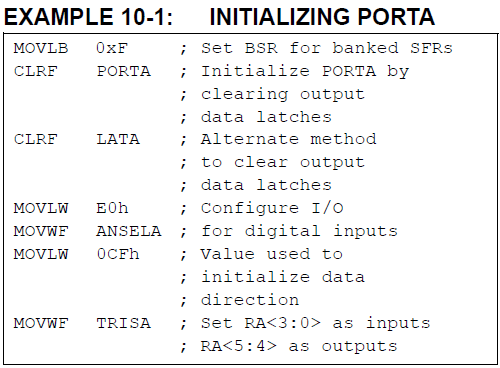 EXAMPLE 10-1: INITIALIZING PORTA
MOVLB 0xF ; Set BSR for banked SFRs
CLRF PORTA ; Initialize PORTA by
; clearing output
; data latches
CLRF LATA ; Alternate method
; to clear output
; data latches
MOVLW E0h ; Configure I/O
MOVWF ANSELA ; for digital inputs
MOVLW 0CFh ; Value used to
; initialize data
; direction
MOVWF TRISA ; Set RA<3:0> as inputs
; RA<5:4> as outputs